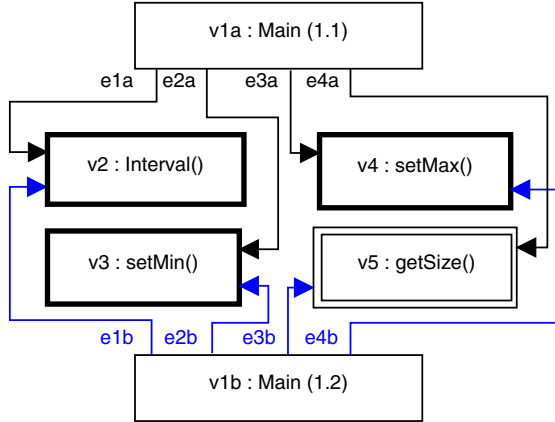 v1a : Main (1.1)
e1a e2a e3a e4a
v2 : Interval() v4 : setMax()
v3 : setMin() v5 : getSize()
e1b e2b e3b e4b
v1b : Main (1.2)